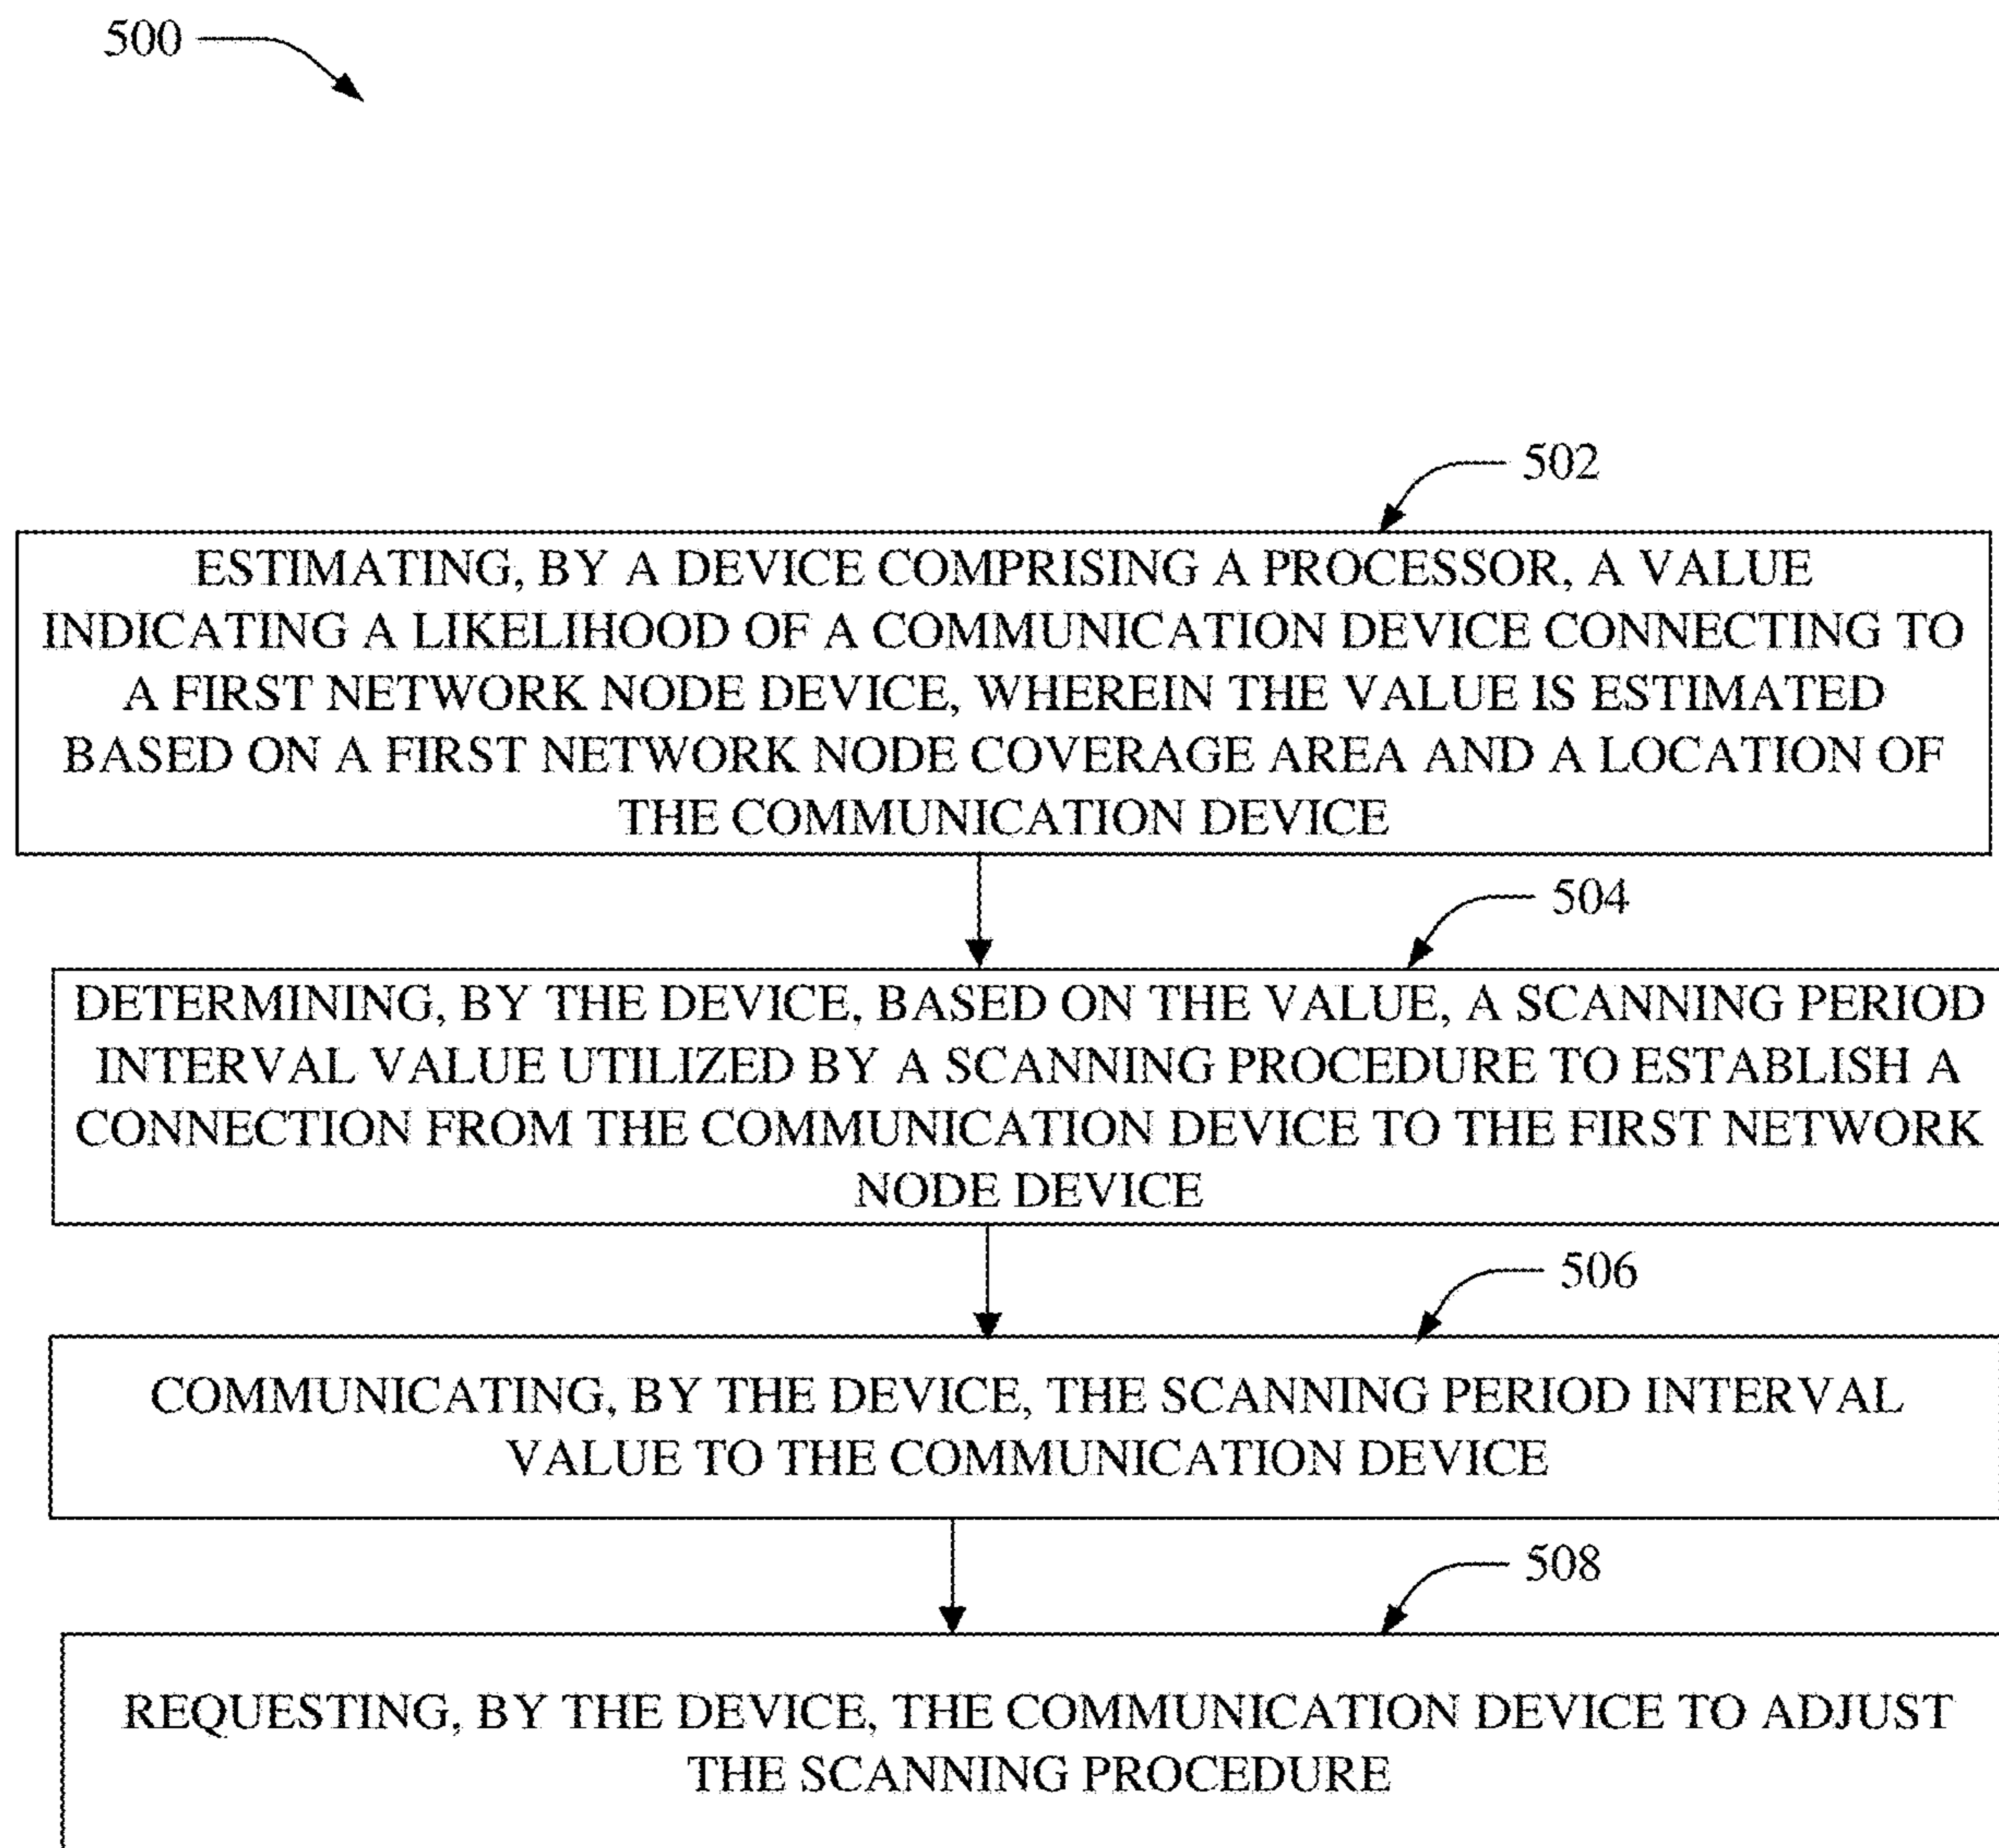 500
502
ESTIMATING, BY A DEVICE COMPRISING A PROCESSOR, A VALUE
INDICATING A LIKELIHOOD OF A COMMUNICATION DEVICE CONNECTING TO
A FIRST NETWORK NODE DEVICE, WHEREIN THE VALUE IS ESTIMATED
BASED ON A FIRST NETWORK NODE COVERAGE AREA AND A LOCATION OF
THE COMMUNICATION DEVICE
504
DETERMINING, BY THE DEVICE, BASED ON THE VALUE, A SCANNING PERIOD
INTERVAL VALUE UTILIZED BY A SCANNING PROCEDURE TO ESTABLISH A
CONNECTION FROM THE COMMUNICATION DEVICE TO THE FIRST NETWORK
NODE DEVICE
506
COMMUNICATING, BY THE DEVICE, THE SCANNING PERIOD INTERVAL
VALUE TO THE COMMUNICATION DEVICE
508
REQUESTING, BY THE DEVICE, THE COMMUNICATION DEVICE TO ADJUST
THE SCANNING PROCEDURE